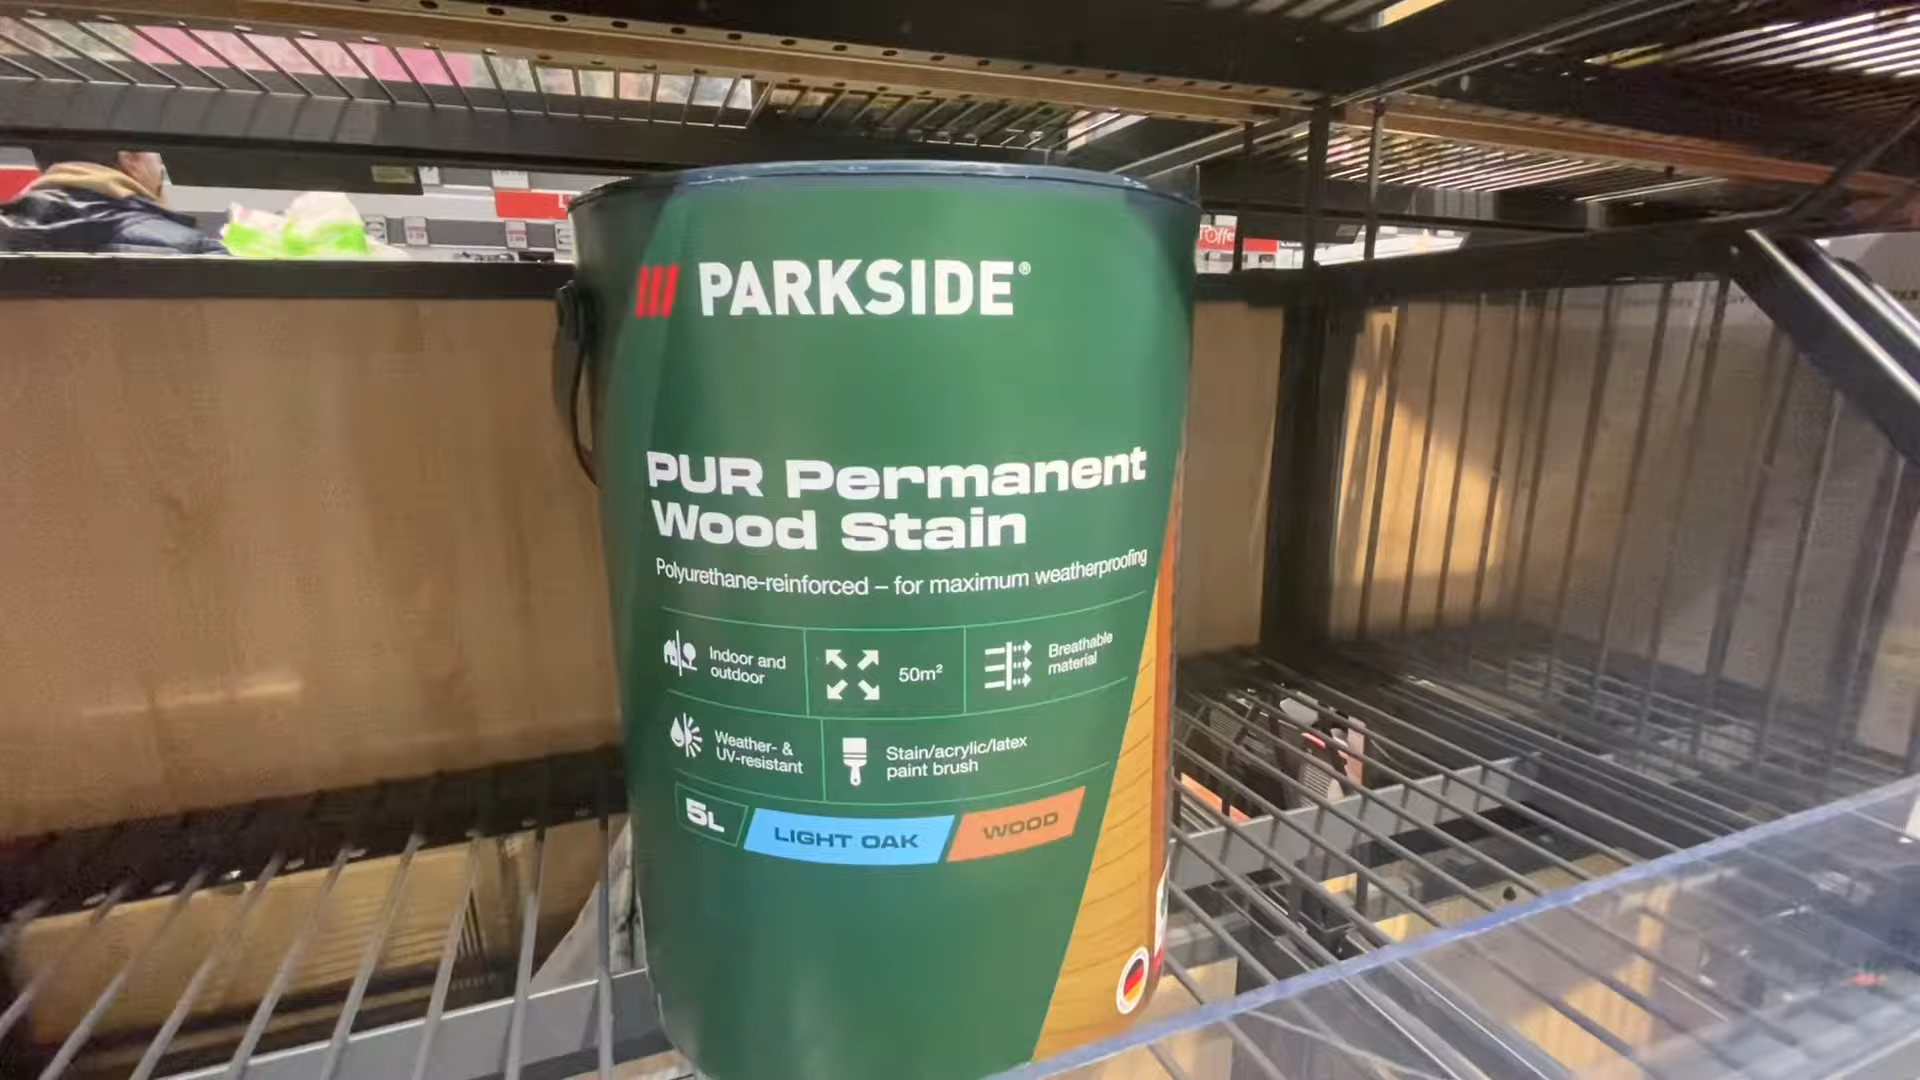 PARKSIDE®
PUR Permanent
Wood Stain
Polyurethane-reinforced – for maximum weatherproofing
Indoor and
outdoor
50m²
Breathable
material
Weather- &
UV-resistant
Stain/acrylic/latex
paint brush
5L
LIGHT OAK
WOOD